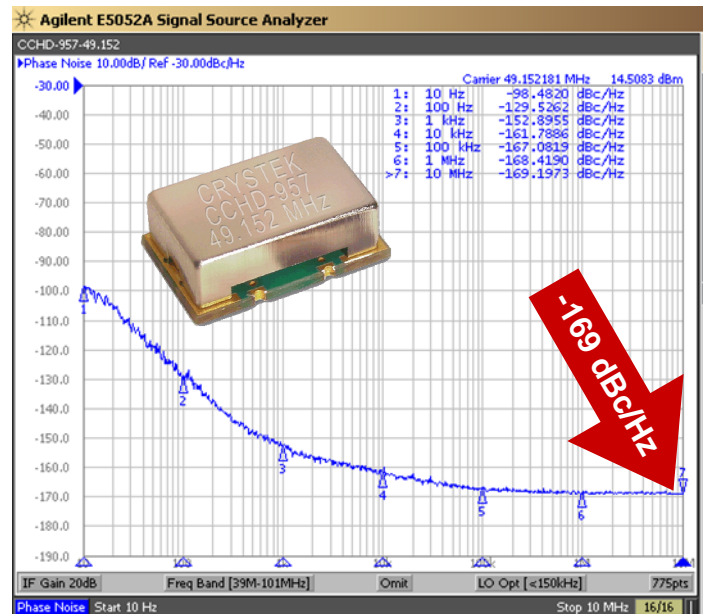 Agilent E5052A Signal Source Analyzer
CCHD-957-49.152
Phase Noise 10.00dB/ Ref -30.00dBc/Hz
Carrier 49.152181 MHz 14.5083 dBm
1: 10 Hz -98.4820 dBc/Hz
2: 100 Hz -129.5262 dBc/Hz
3: 1 kHz -152.8955 dBc/Hz
4: 10 kHz -161.7886 dBc/Hz
5: 100 kHz -167.0819 dBc/Hz
6: 1 MHz -168.4190 dBc/Hz
>7: 10 MHz -169.1973 dBc/Hz
-30.00
-40.00
-50.00
-60.00
-70.00
-80.00
-90.00
-100.0
-110.0
-120.0
-130.0
-140.0
-150.0
-160.0
-170.0
-180.0
-190.0
CRYSTEK
CCHD-957
49.152 MHz
-169 dBc/Hz
1
2
3
4
5
6
7
IF Gain 20dB
Freq Band [39M-101MHz]
Omit
LO Opt [<150kHz]
775pts
Phase Noise Start 10 Hz
Stop 10 MHz 16/16